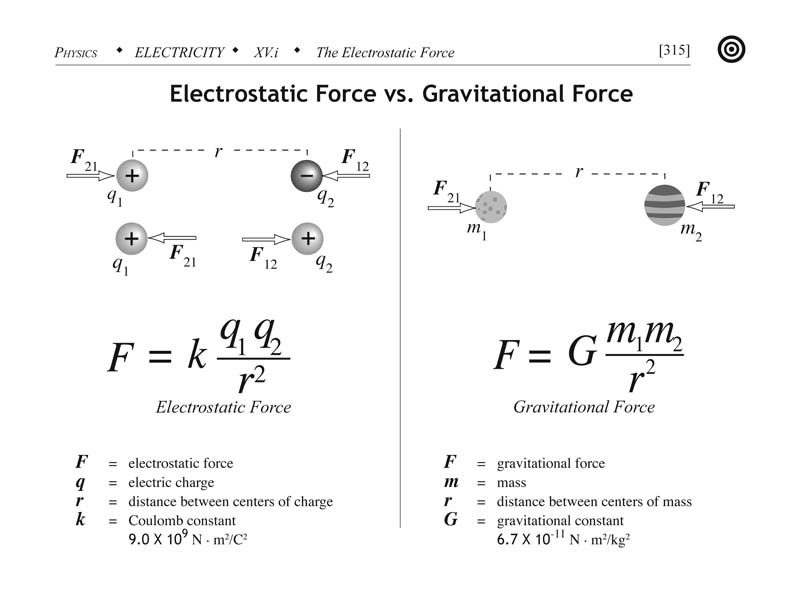 PHYSICS ◆ ELECTRICITY ◆ XV.i ◆ The Electrostatic Force [315]
Electrostatic Force vs. Gravitational Force
F₂₁ + r − F₁₂
q₁ q₂
+ F₂₁ F₁₂ +
q₁ q₂
F = k q₁ q₂ / r²
Electrostatic Force
F = electrostatic force
q = electric charge
r = distance between centers of charge
k = Coulomb constant
9.0 X 10⁹ N · m²/C²
r
F₂₁ F₁₂
m₁ m₂
F = G m₁m₂ / r²
Gravitational Force
F = gravitational force
m = mass
r = distance between centers of mass
G = gravitational constant
6.7 X 10⁻¹¹ N · m²/kg²